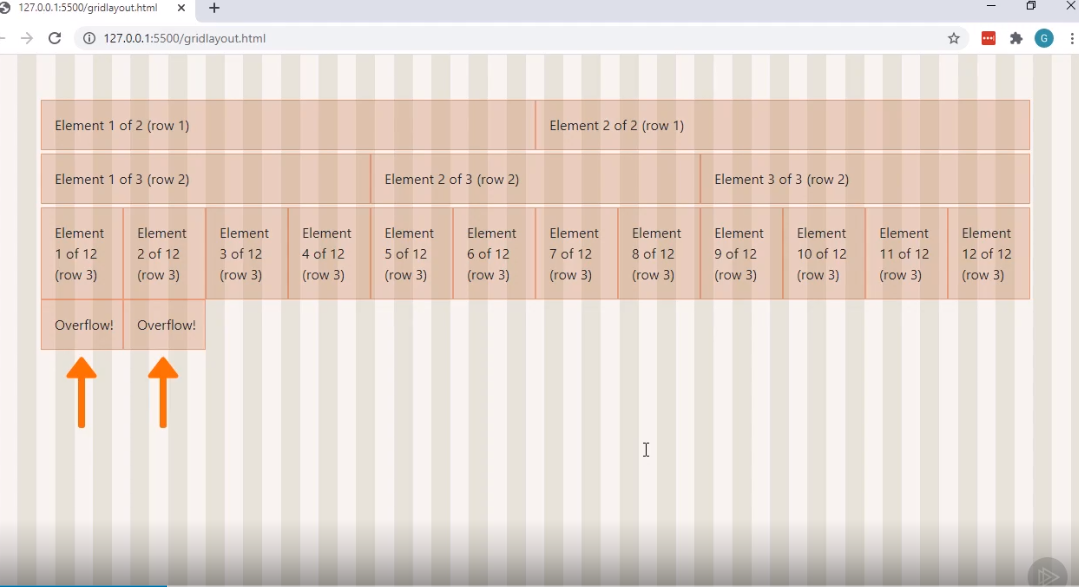 127.0.0.1:5500/gridlayout.html
127.0.0.1:5500/gridlayout.html
G
Element 1 of 2 (row 1) Element 2 of 2 (row 1)
Element 1 of 3 (row 2) Element 2 of 3 (row 2) Element 3 of 3 (row 2)
Element Element Element Element Element Element Element Element Element Element Element Element
1 of 12 2 of 12 3 of 12 4 of 12 5 of 12 6 of 12 7 of 12 8 of 12 9 of 12 10 of 12 11 of 12 12 of 12
(row 3) (row 3) (row 3) (row 3) (row 3) (row 3) (row 3) (row 3) (row 3) (row 3) (row 3) (row 3)
Overflow! Overflow!